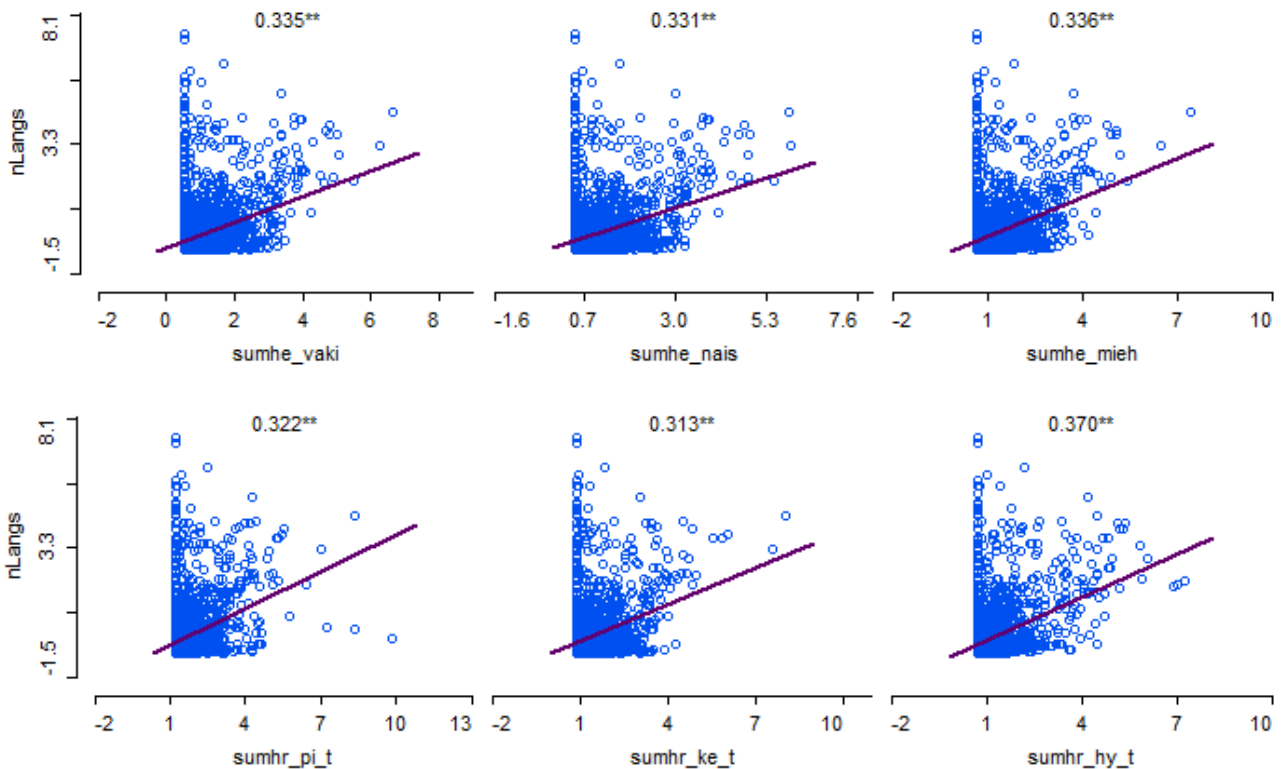 0.335** 0.331** 0.336**
8.1
3.3
-1.5
nLangs
-2 0 2 4 6 8 -1.6 0.7 3.0 5.3 7.6 -2 1 4 7 10
sumhe_vaki sumhe_nais sumhe_mieh
0.322** 0.313** 0.370**
8.1
3.3
-1.5
nLangs
-2 1 4 7 10 13 -2 1 4 7 10 -2 1 4 7 10
sumhr_pi_t sumhr_ke_t sumhr_hy_t